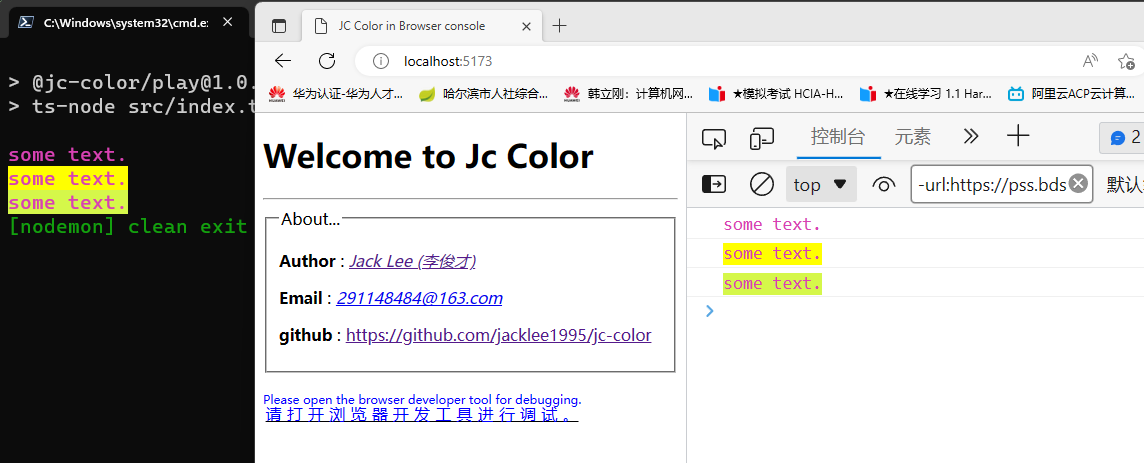 C:\Windows\system32\cmd.e
> @jc-color/play@1.0.
> ts-node src/index.t
some text.
some text.
some text.
[nodemon] clean exit
JC Color in Browser console
localhost:5173
华为认证-华为人才...
哈尔滨市人社综合...
韩立刚：计算机网...
★模拟考试 HCIA-H...
★在线学习 1.1 Har...
阿里云ACP云计算...
Welcome to Jc Color
About...
Author : Jack Lee (李俊才)
Email : 291148484@163.com
github : https://github.com/jacklee1995/jc-color
Please open the browser developer tool for debugging.
请打开浏览器开发工具进行调试。
控制台 元素 2
top -url:https://pss.bds 默认
some text.
some text.
some text.